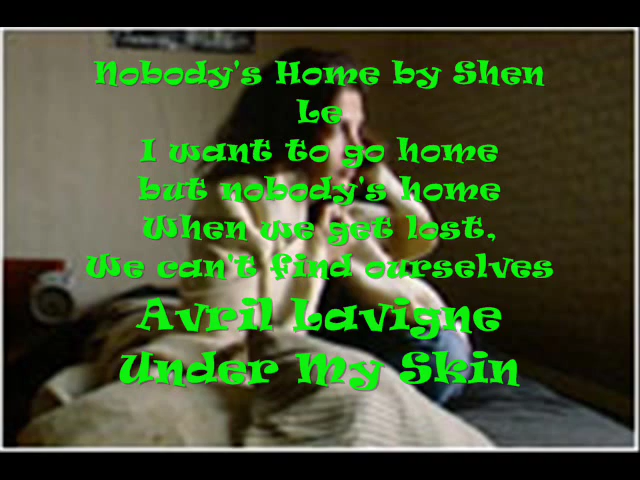 Nobody's Home by Shen
Le
I want to go home
but nobody's home
When we get lost,
We can't find ourselves
Avril Lavigne
Under My Skin